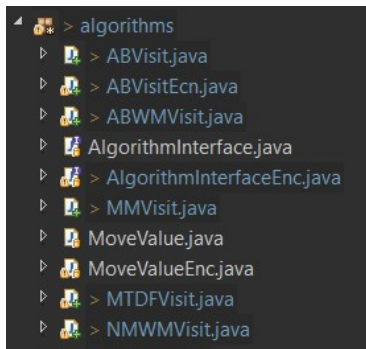 > algorithms
> ABVisit.java
> ABVisitEcn.java
> ABWMVisit.java
AlgorithmInterface.java
> AlgorithmInterfaceEnc.java
> MMVisit.java
MoveValue.java
MoveValueEnc.java
> MTDFVisit.java
> NMWMVisit.java